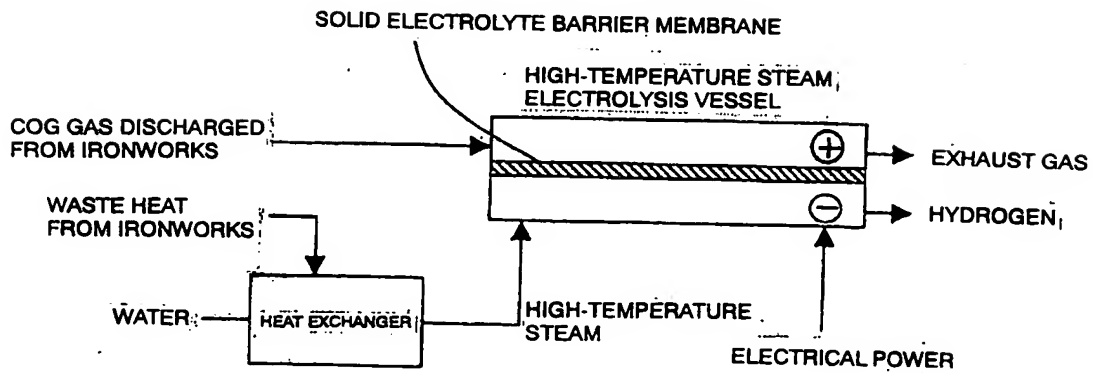 SOLID ELECTROLYTE BARRIER MEMBRANE
HIGH-TEMPERATURE STEAM
ELECTROLYSIS VESSEL
COG GAS DISCHARGED
FROM IRONWORKS
+
EXHAUST GAS
WASTE HEAT
FROM IRONWORKS
−
HYDROGEN
WATER
HEAT EXCHANGER
HIGH-TEMPERATURE
STEAM
ELECTRICAL POWER